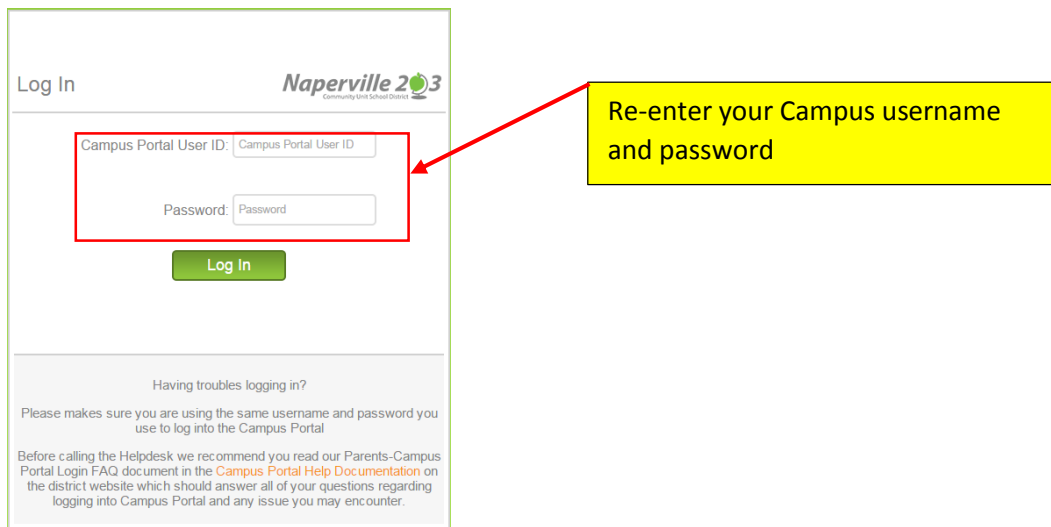 Log In
Naperville 203
Community Unit School District
Campus Portal User ID: Campus Portal User ID
Password: Password
Log In
Re-enter your Campus username
and password
Having troubles logging in?
Please makes sure you are using the same username and password you
use to log into the Campus Portal
Before calling the Helpdesk we recommend you read our Parents-Campus
Portal Login FAQ document in the Campus Portal Help Documentation on
the district website which should answer all of your questions regarding
logging into Campus Portal and any issue you may encounter.